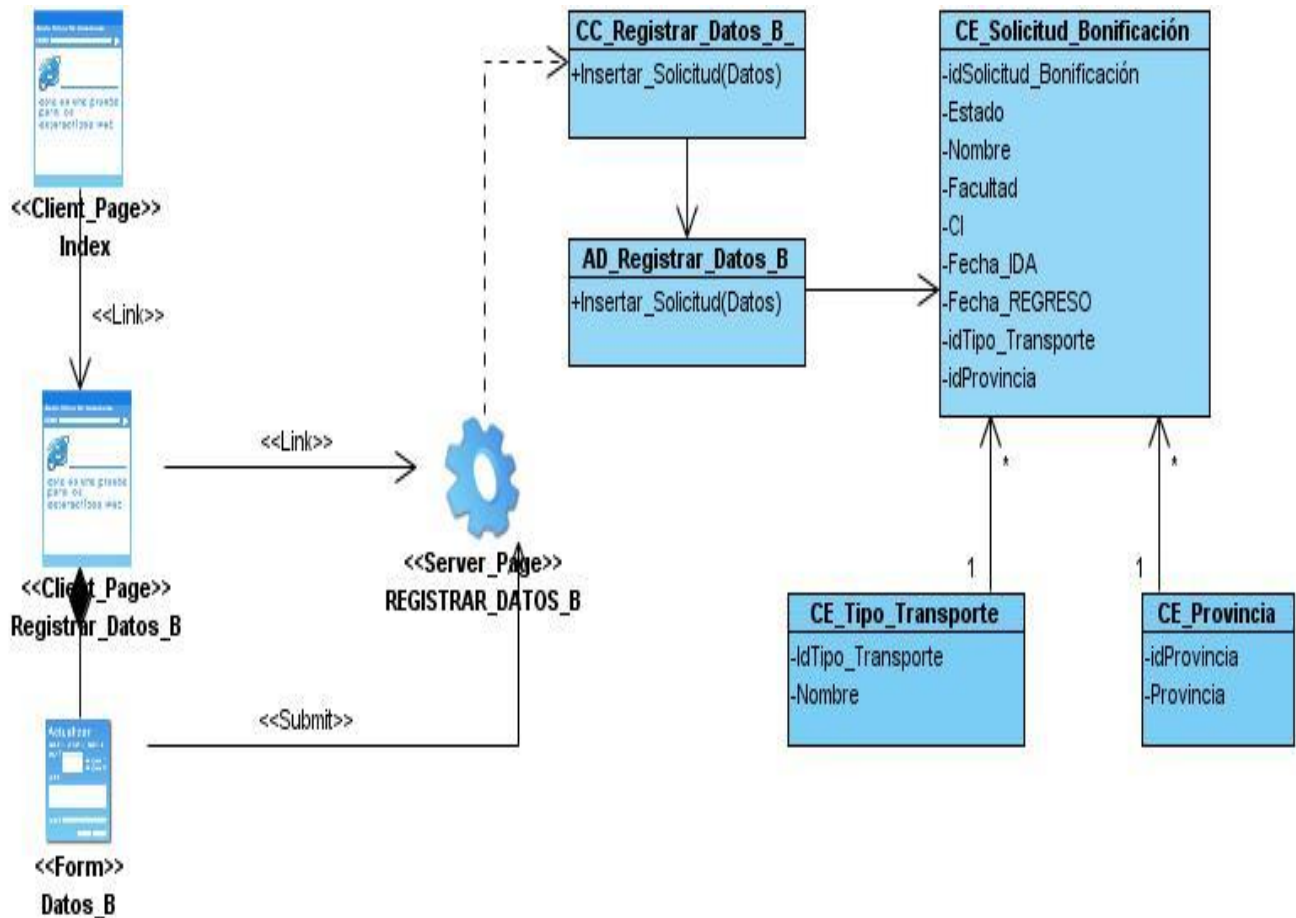 <<Client_Page>>
Index
<<Link>>
<<Client_Page>>
Registrar_Datos_B
<<Link>>
<<Server_Page>>
REGISTRAR_DATOS_B
<<Submit>>
Actualizar
<<Form>>
Datos_B
CC_Registrar_Datos_B_
+Insertar_Solicitud(Datos)
AD_Registrar_Datos_B
+Insertar_Solicitud(Datos)
CE_Solicitud_Bonificación
-idSolicitud_Bonificación
-Estado
-Nombre
-Facultad
-CI
-Fecha_IDA
-Fecha_REGRESO
-idTipo_Transporte
-idProvincia
*
*
1
1
CE_Tipo_Transporte
-IdTipo_Transporte
-Nombre
CE_Provincia
-idProvincia
-Provincia